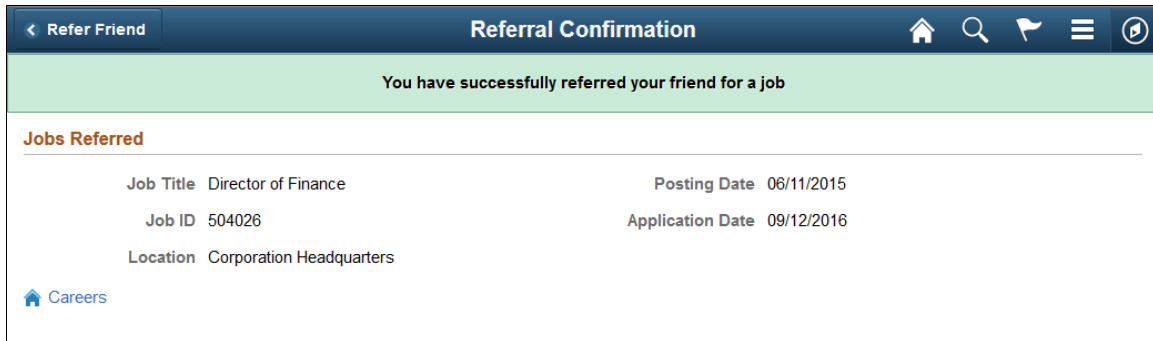 Refer Friend
Referral Confirmation
You have successfully referred your friend for a job
Jobs Referred
Job Title Director of Finance
Posting Date 06/11/2015
Job ID 504026
Application Date 09/12/2016
Location Corporation Headquarters
Careers